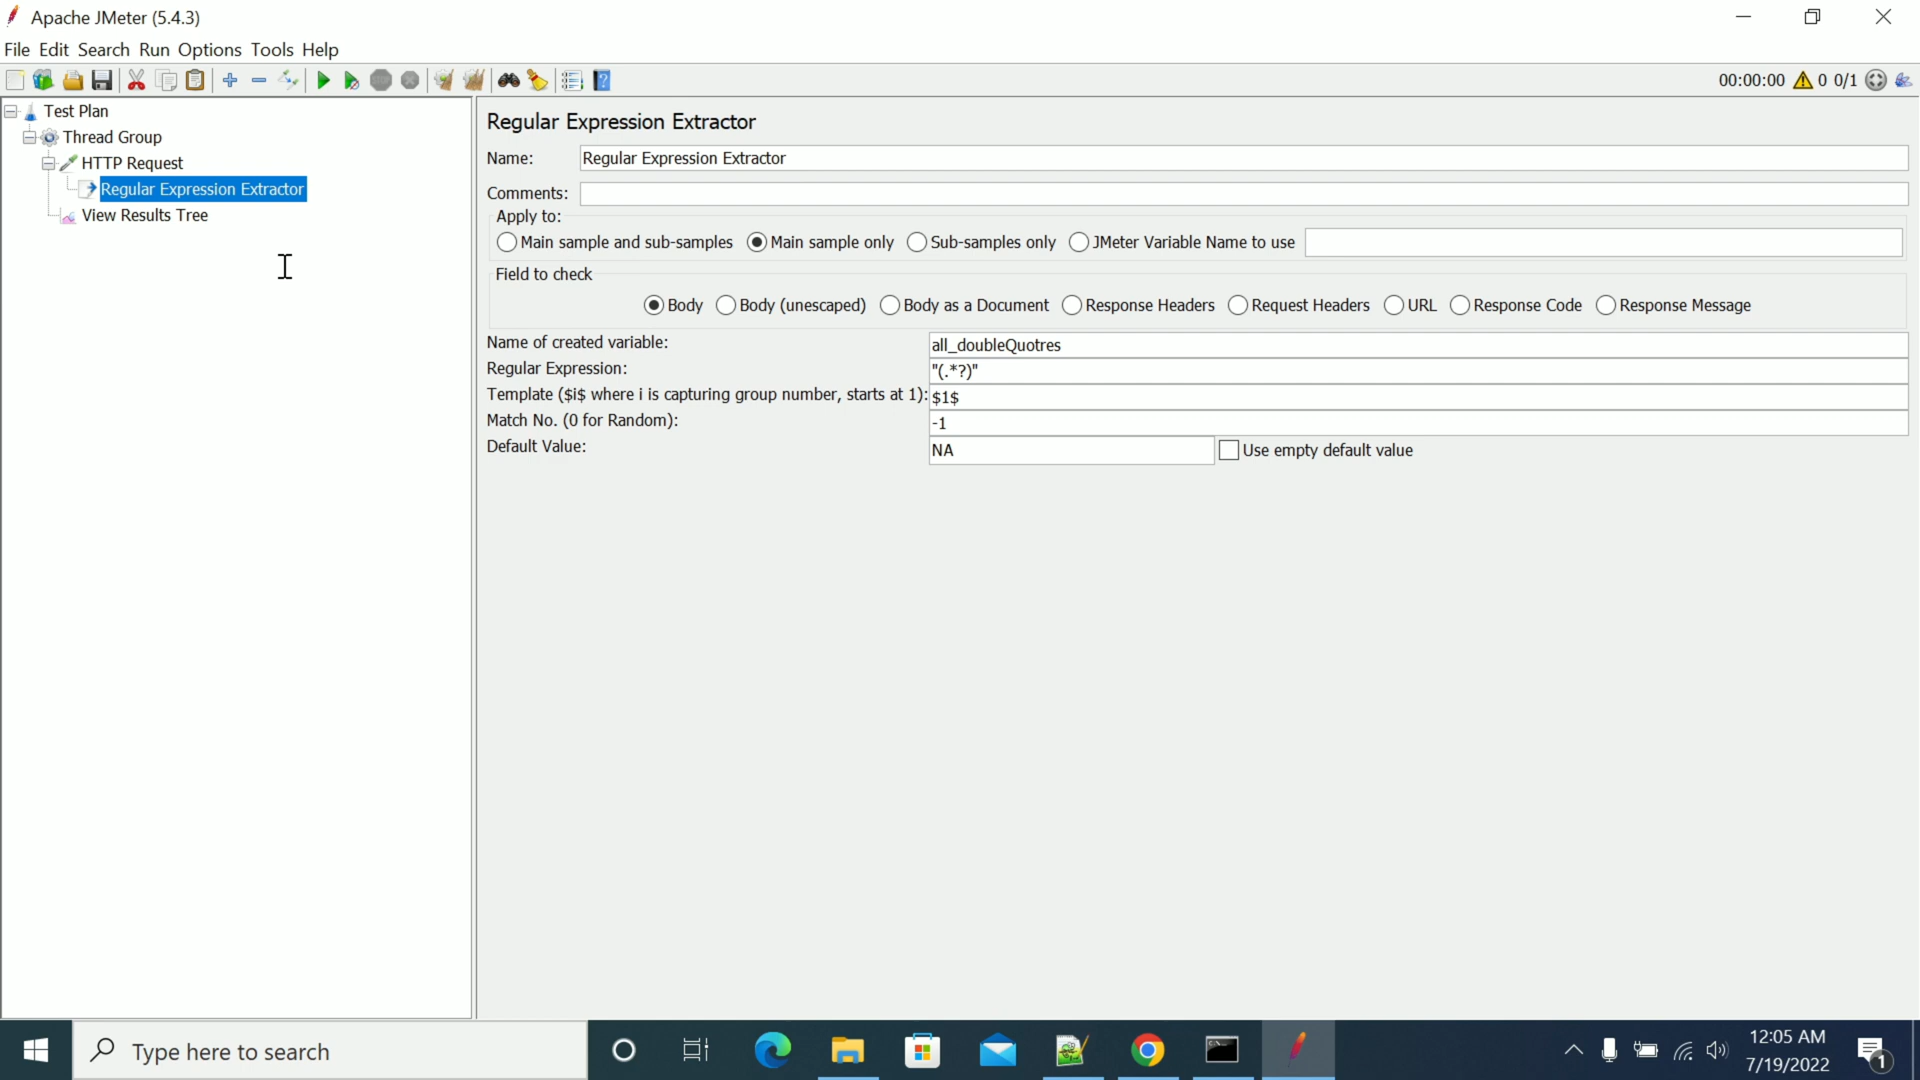 Apache JMeter (5.4.3)
File Edit Search Run Options Tools Help
00:00:00 0 0/1
Test Plan
Thread Group
HTTP Request
Regular Expression Extractor
View Results Tree
Regular Expression Extractor
Name: Regular Expression Extractor
Comments:
Apply to:
Main sample and sub-samples Main sample only Sub-samples only JMeter Variable Name to use
Field to check
Body Body (unescaped) Body as a Document Response Headers Request Headers URL Response Code Response Message
Name of created variable: all_doubleQuotres
Regular Expression: "(.*?)"
Template ($i$ where i is capturing group number, starts at 1): $1$
Match No. (0 for Random): -1
Default Value: NA Use empty default value
Type here to search
12:05 AM
7/19/2022
1